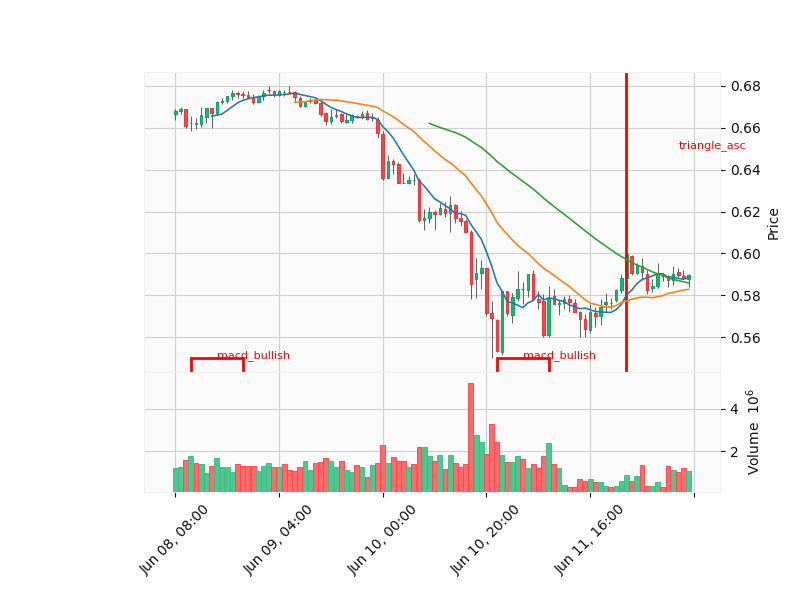 0.68
0.66
triangle_asc
0.64
0.62
Price
0.60
0.58
0.56
macd_bullish
macd_bullish
4
2
Volume 10^6
Jun 08, 08:00
Jun 09, 04:00
Jun 10, 00:00
Jun 10, 20:00
Jun 11, 16:00